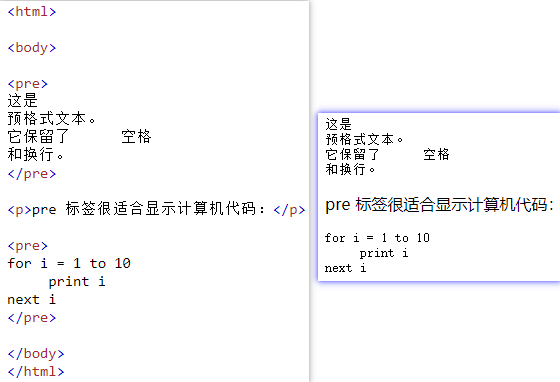 <html>
<body>
<pre>
这是
预格式文本。
它保留了      空格
和换行。
</pre>
<p>pre 标签很适合显示计算机代码：</p>
<pre>
for i = 1 to 10
     print i
next i
</pre>
</body>
</html>
这是
预格式文本。
它保留了      空格
和换行。
pre 标签很适合显示计算机代码：
for i = 1 to 10
     print i
next i